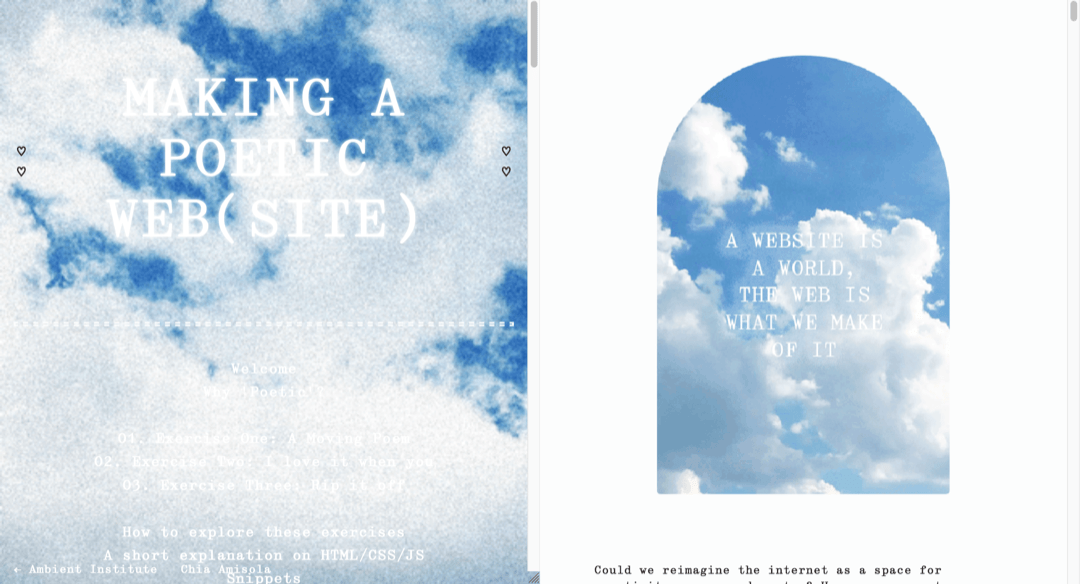 MAKING A
POETIC
WEB(SITE)
Welcome
Why 'Poetic'?
01. Exercise One: A Moving Poem
02. Exercise Two: I love it when you
03. Exercise Three: Rip it off
How to explore these exercises
A short explanation on HTML/CSS/JS
Snippets
← Ambient Institute Chia Amisola
A WEBSITE IS
A WORLD,
THE WEB IS
WHAT WE MAKE
OF IT
Could we reimagine the internet as a space for